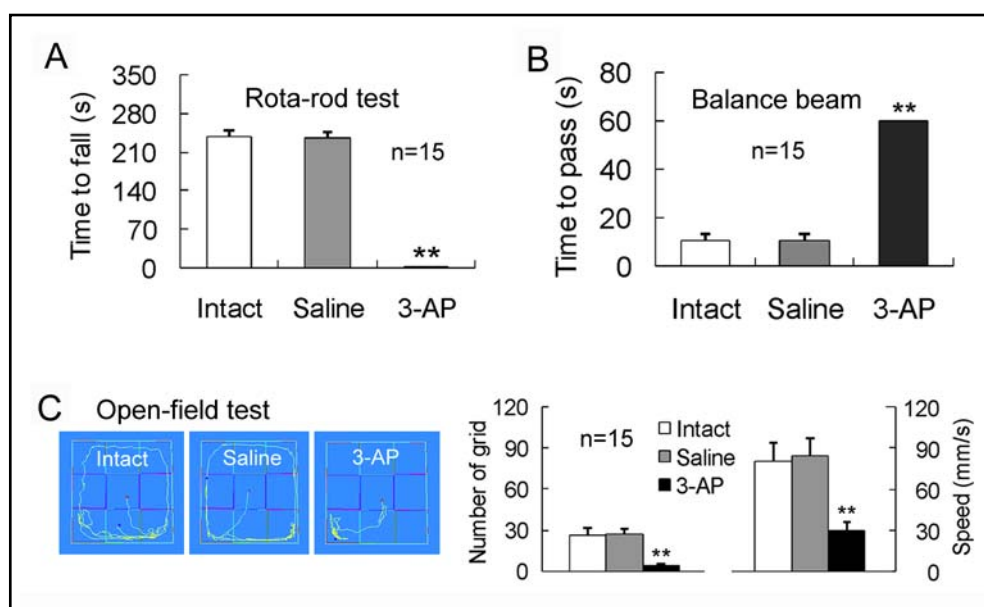 A
Time to fall (s)
350
280
210
140
70
0
Rota-rod test
n=15
**
Intact Saline 3-AP
B
Time to pass (s)
80
60
40
20
0
Balance beam
n=15
**
Intact Saline 3-AP
C Open-field test
Intact Saline 3-AP
Number of grid
120
90
60
30
0
n=15
Intact
Saline
3-AP
**
**
120
90
60
30
0
Speed (mm/s)